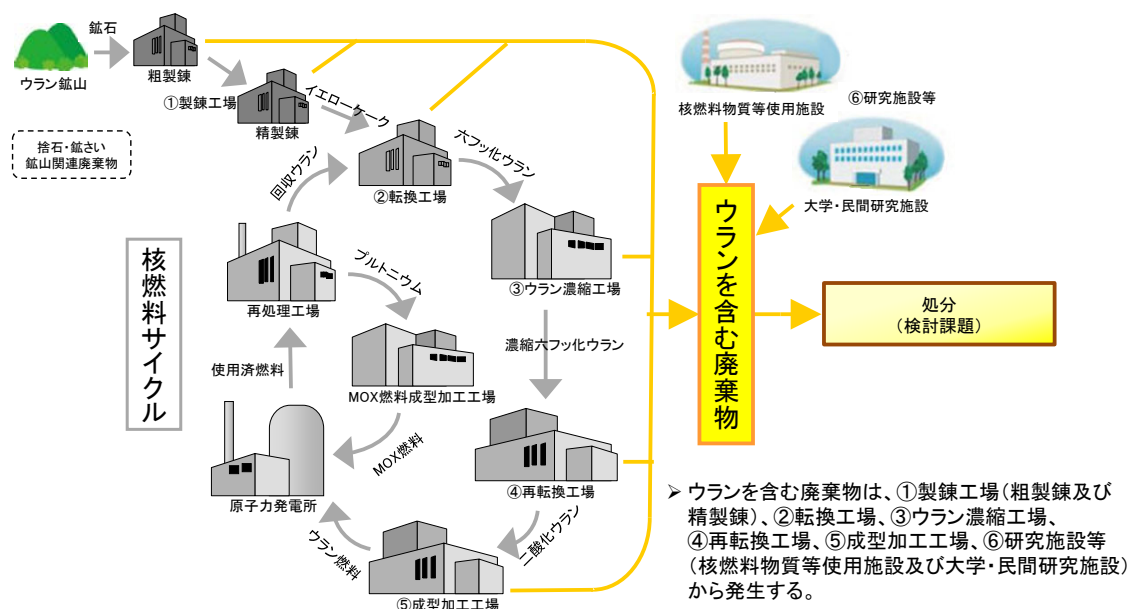 鉱石
ウラン鉱山
粗製錬
①製錬工場
精製錬
イエローケーク
捨石・鉱さい
鉱山関連廃棄物
回収ウラン
②転換工場
六フッ化ウラン
核燃料サイクル
再処理工場
プルトニウム
③ウラン濃縮工場
使用済燃料
MOX燃料成型加工工場
濃縮六フッ化ウラン
MOX燃料
原子力発電所
④再転換工場
ウラン燃料
二酸化ウラン
⑤成型加工工場
核燃料物質等使用施設
⑥研究施設等
大学・民間研究施設
ウランを含む廃棄物
処分
（検討課題）
➢ ウランを含む廃棄物は、①製錬工場（粗製錬及び
精製錬）、②転換工場、③ウラン濃縮工場、
④再転換工場、⑤成型加工工場、⑥研究施設等
（核燃料物質等使用施設及び大学・民間研究施設）
から発生する。